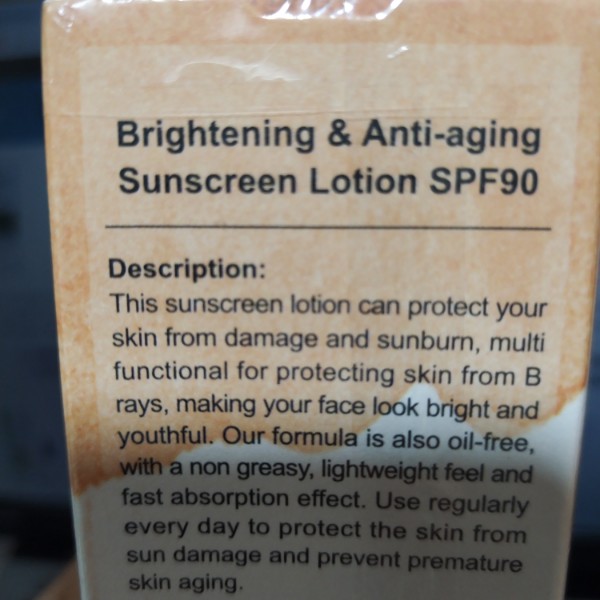 Brightening & Anti-aging
Sunscreen Lotion SPF90
Description:
This sunscreen lotion can protect your
skin from damage and sunburn, multi
functional for protecting skin from B
rays, making your face look bright and
youthful. Our formula is also oil-free,
with a non greasy, lightweight feel and
fast absorption effect. Use regularly
every day to protect the skin from
sun damage and prevent premature
skin aging.